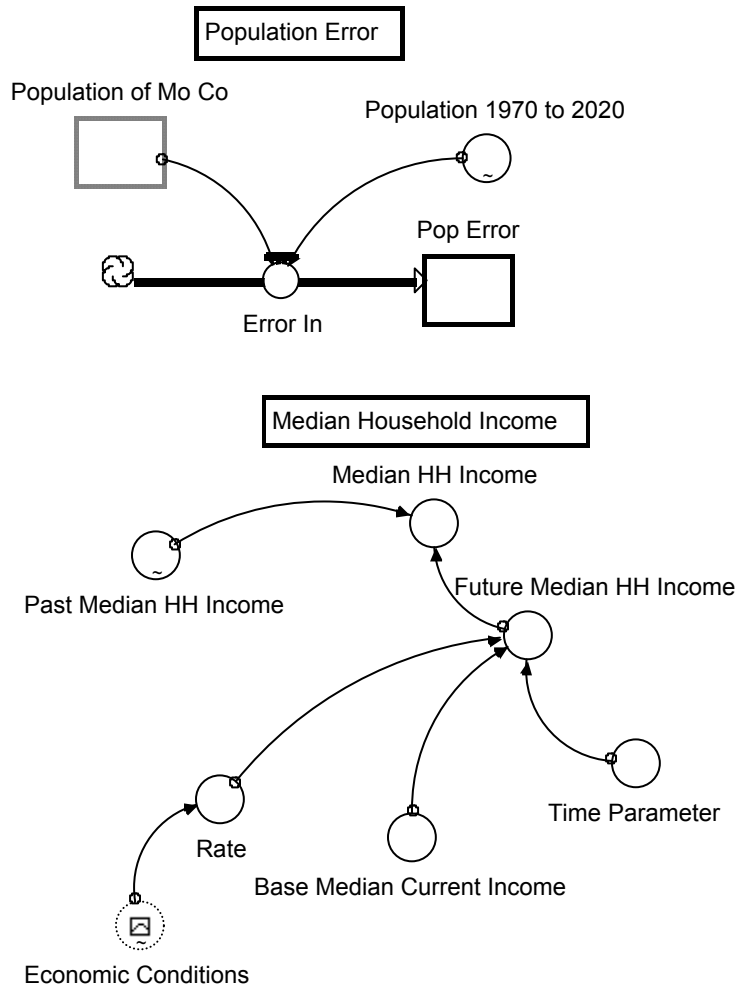 Population Error
Population of Mo Co
Population 1970 to 2020
Pop Error
Error In
Median Household Income
Median HH Income
Past Median HH Income
Future Median HH Income
Time Parameter
Rate
Base Median Current Income
Economic Conditions